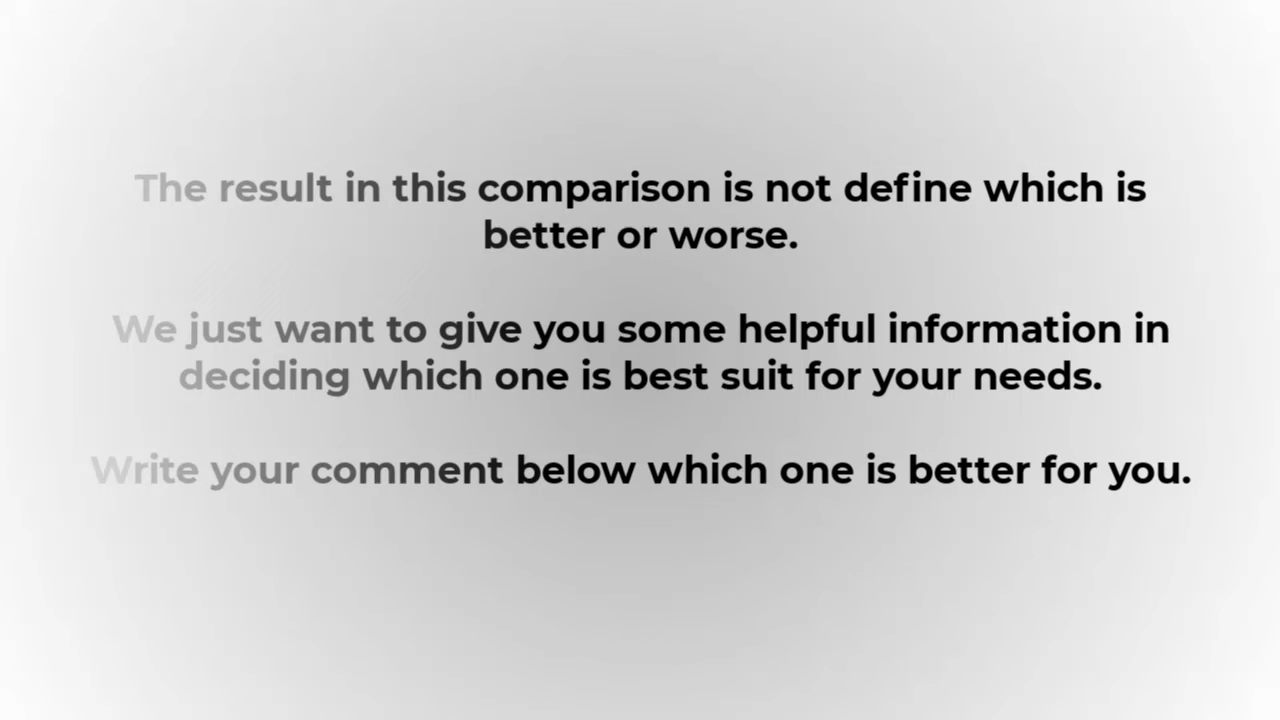 The result in this comparison is not define which is
better or worse.
We just want to give you some helpful information in
deciding which one is best suit for your needs.
Write your comment below which one is better for you.